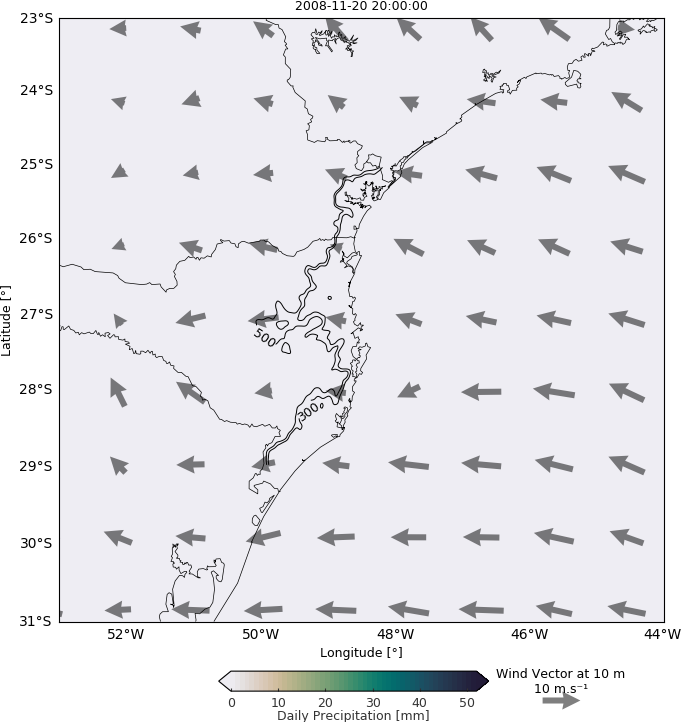 2008-11-20 20:00:00
23°S
24°S
25°S
26°S
27°S
28°S
29°S
30°S
31°S
Latitude [°]
500
300
52°W 50°W 48°W 46°W 44°W
Longitude [°]
0 10 20 30 40 50
Daily Precipitation [mm]
Wind Vector at 10 m
10 m.s⁻¹